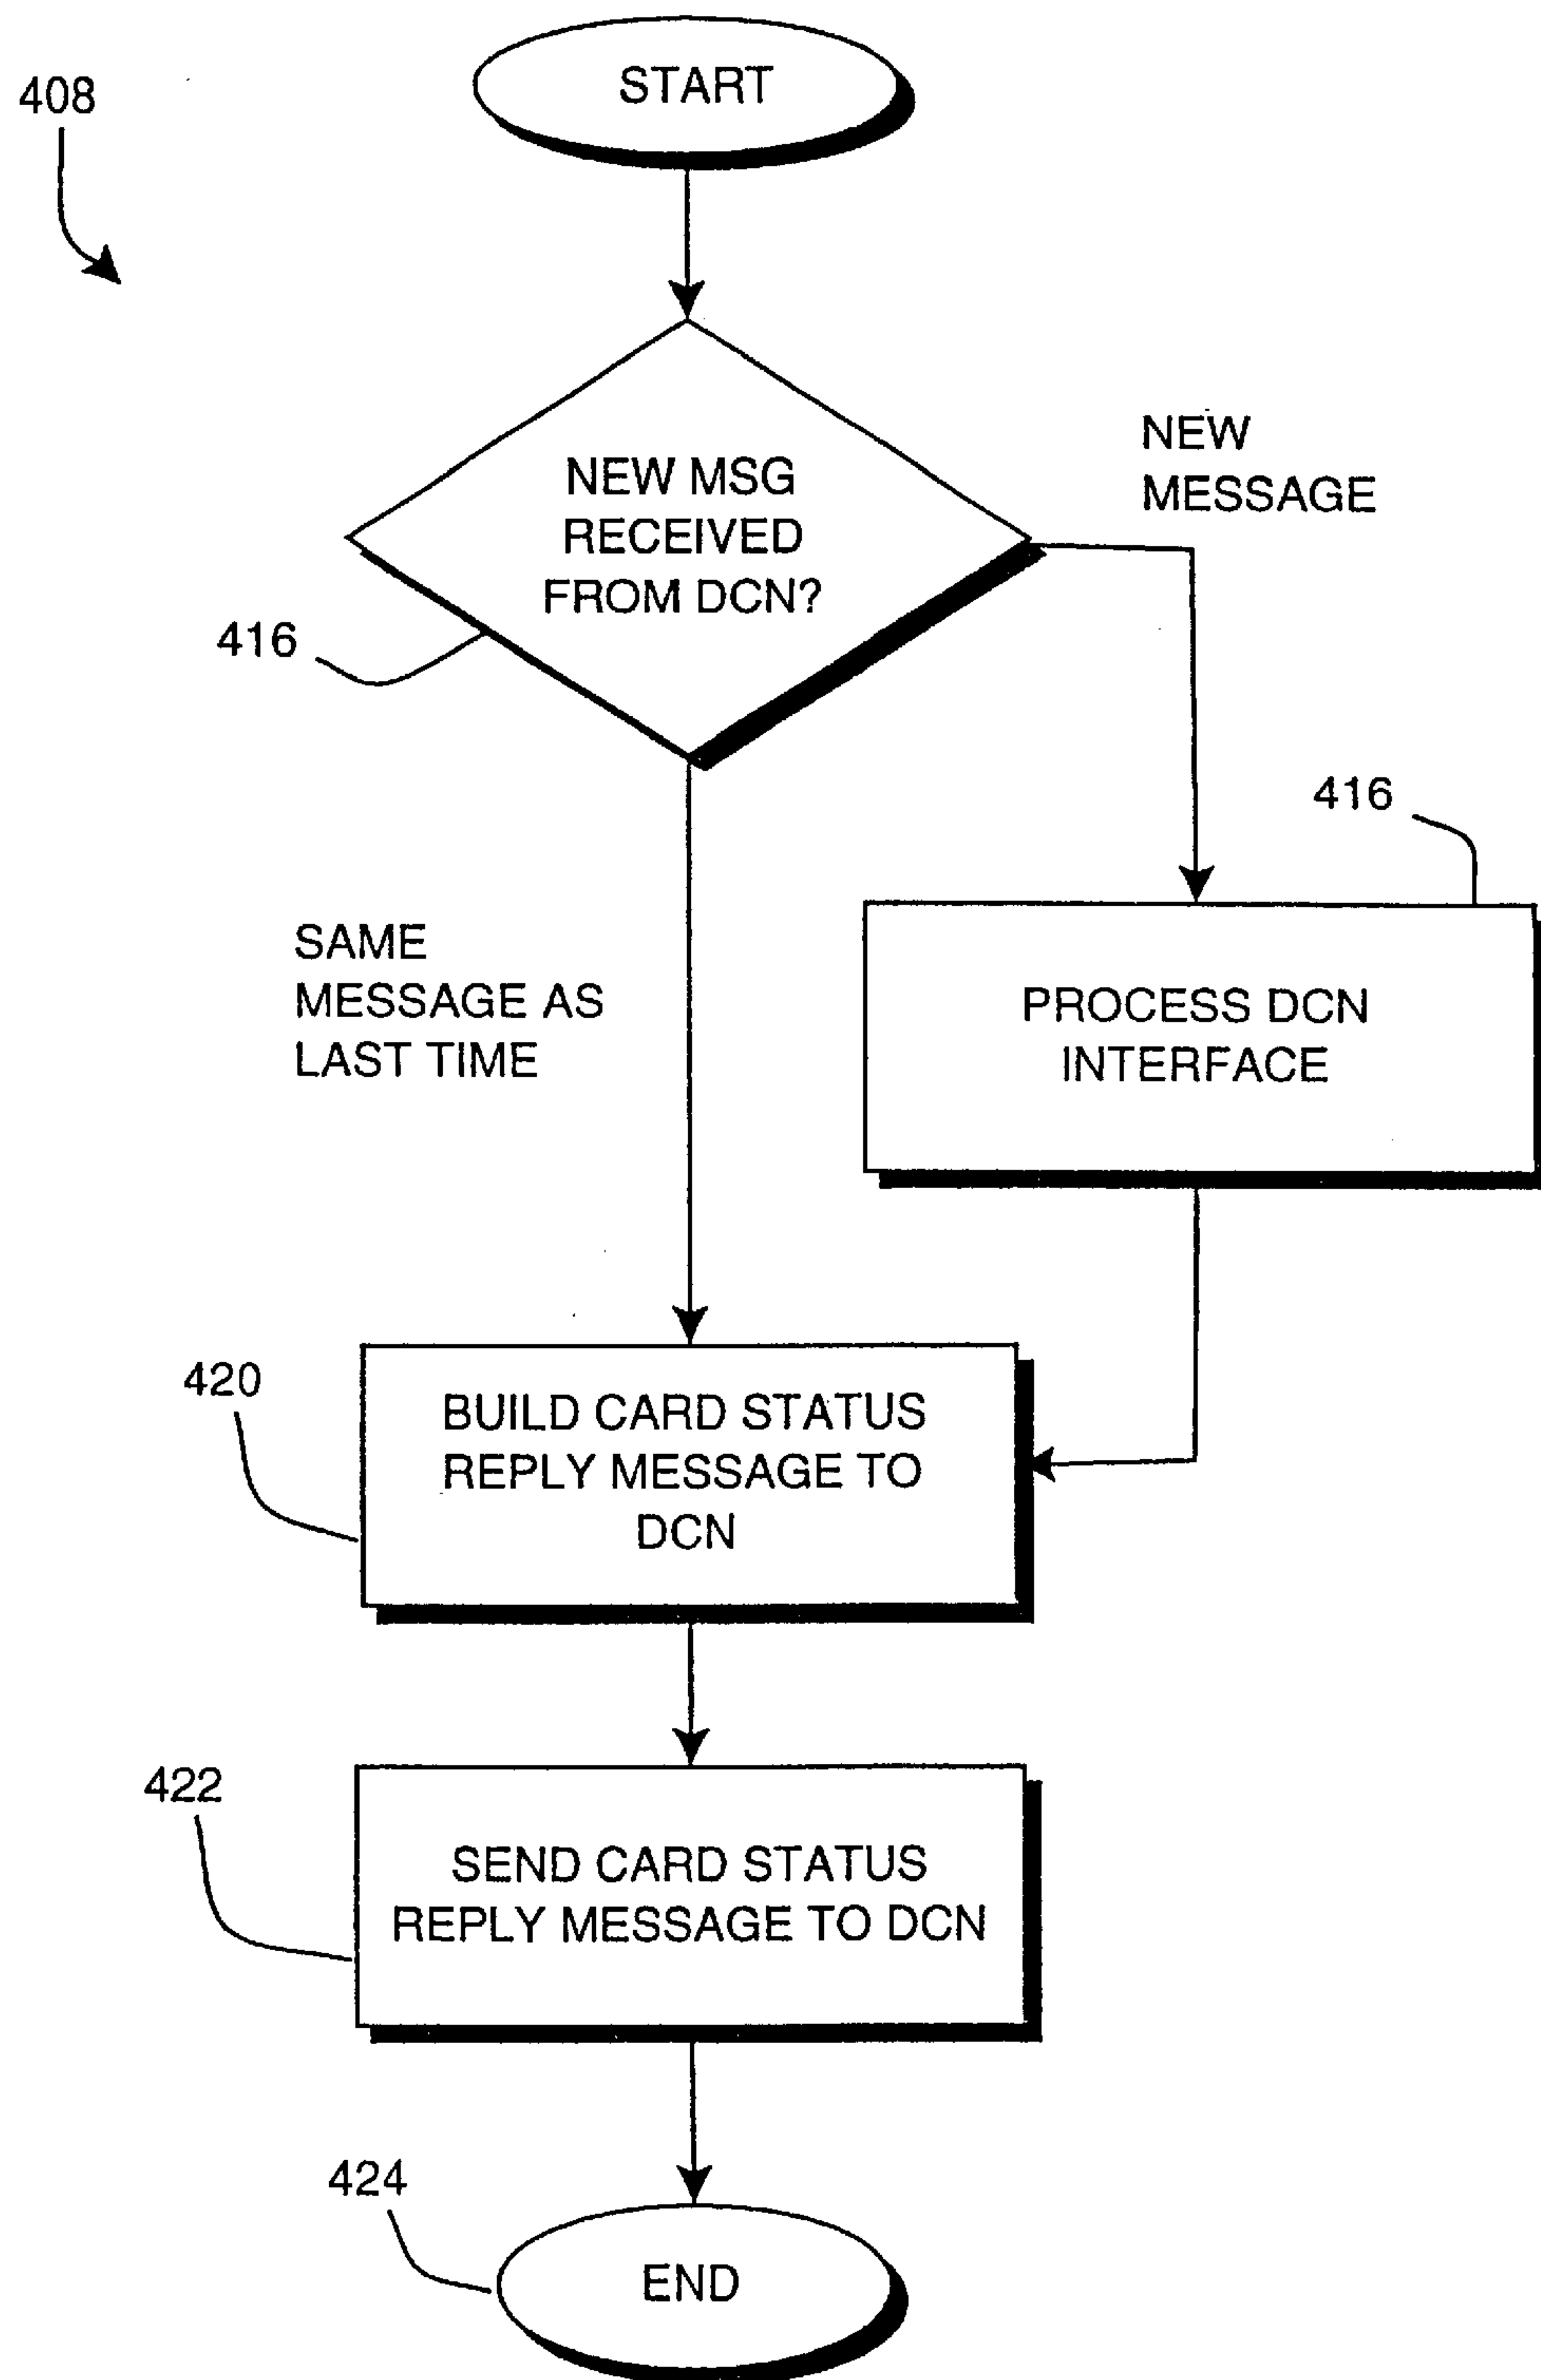 408
START
NEW MSG
RECEIVED
FROM DCN?
NEW
MESSAGE
416
416
SAME
MESSAGE AS
LAST TIME
PROCESS DCN
INTERFACE
420
BUILD CARD STATUS
REPLY MESSAGE TO
DCN
422
SEND CARD STATUS
REPLY MESSAGE TO DCN
424
END